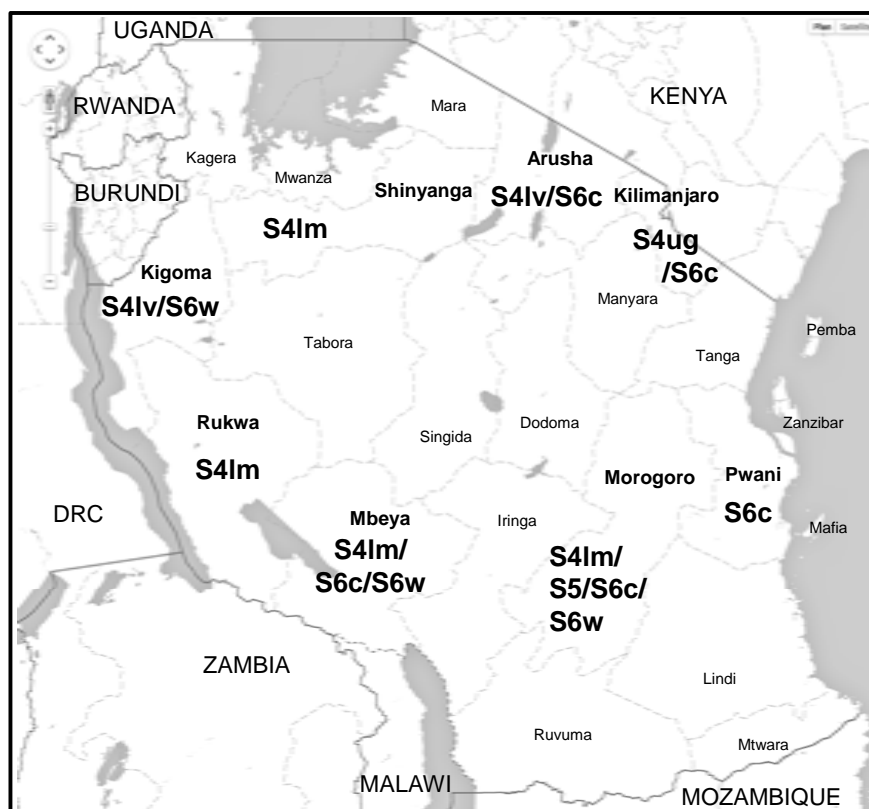 UGANDA
Plan
RWANDA
KENYA
Mara
Arusha
Kagera
Mwanza
Shinyanga
BURUNDI
S4lv/S6c
Kilimanjaro
S4lm
S4ug
/S6c
Kigoma
S4lv/S6w
Manyara
Pemba
Tabora
Tanga
Rukwa
Singida
Dodoma
Zanzibar
S4lm
Morogoro
Pwani
DRC
Mbeya
Iringa
S6c
Mafia
S4lm/
S6c/S6w
S4lm/
S5/S6c/
S6w
ZAMBIA
Lindi
Ruvuma
Mtwara
MALAWI
MOZAMBIQUE